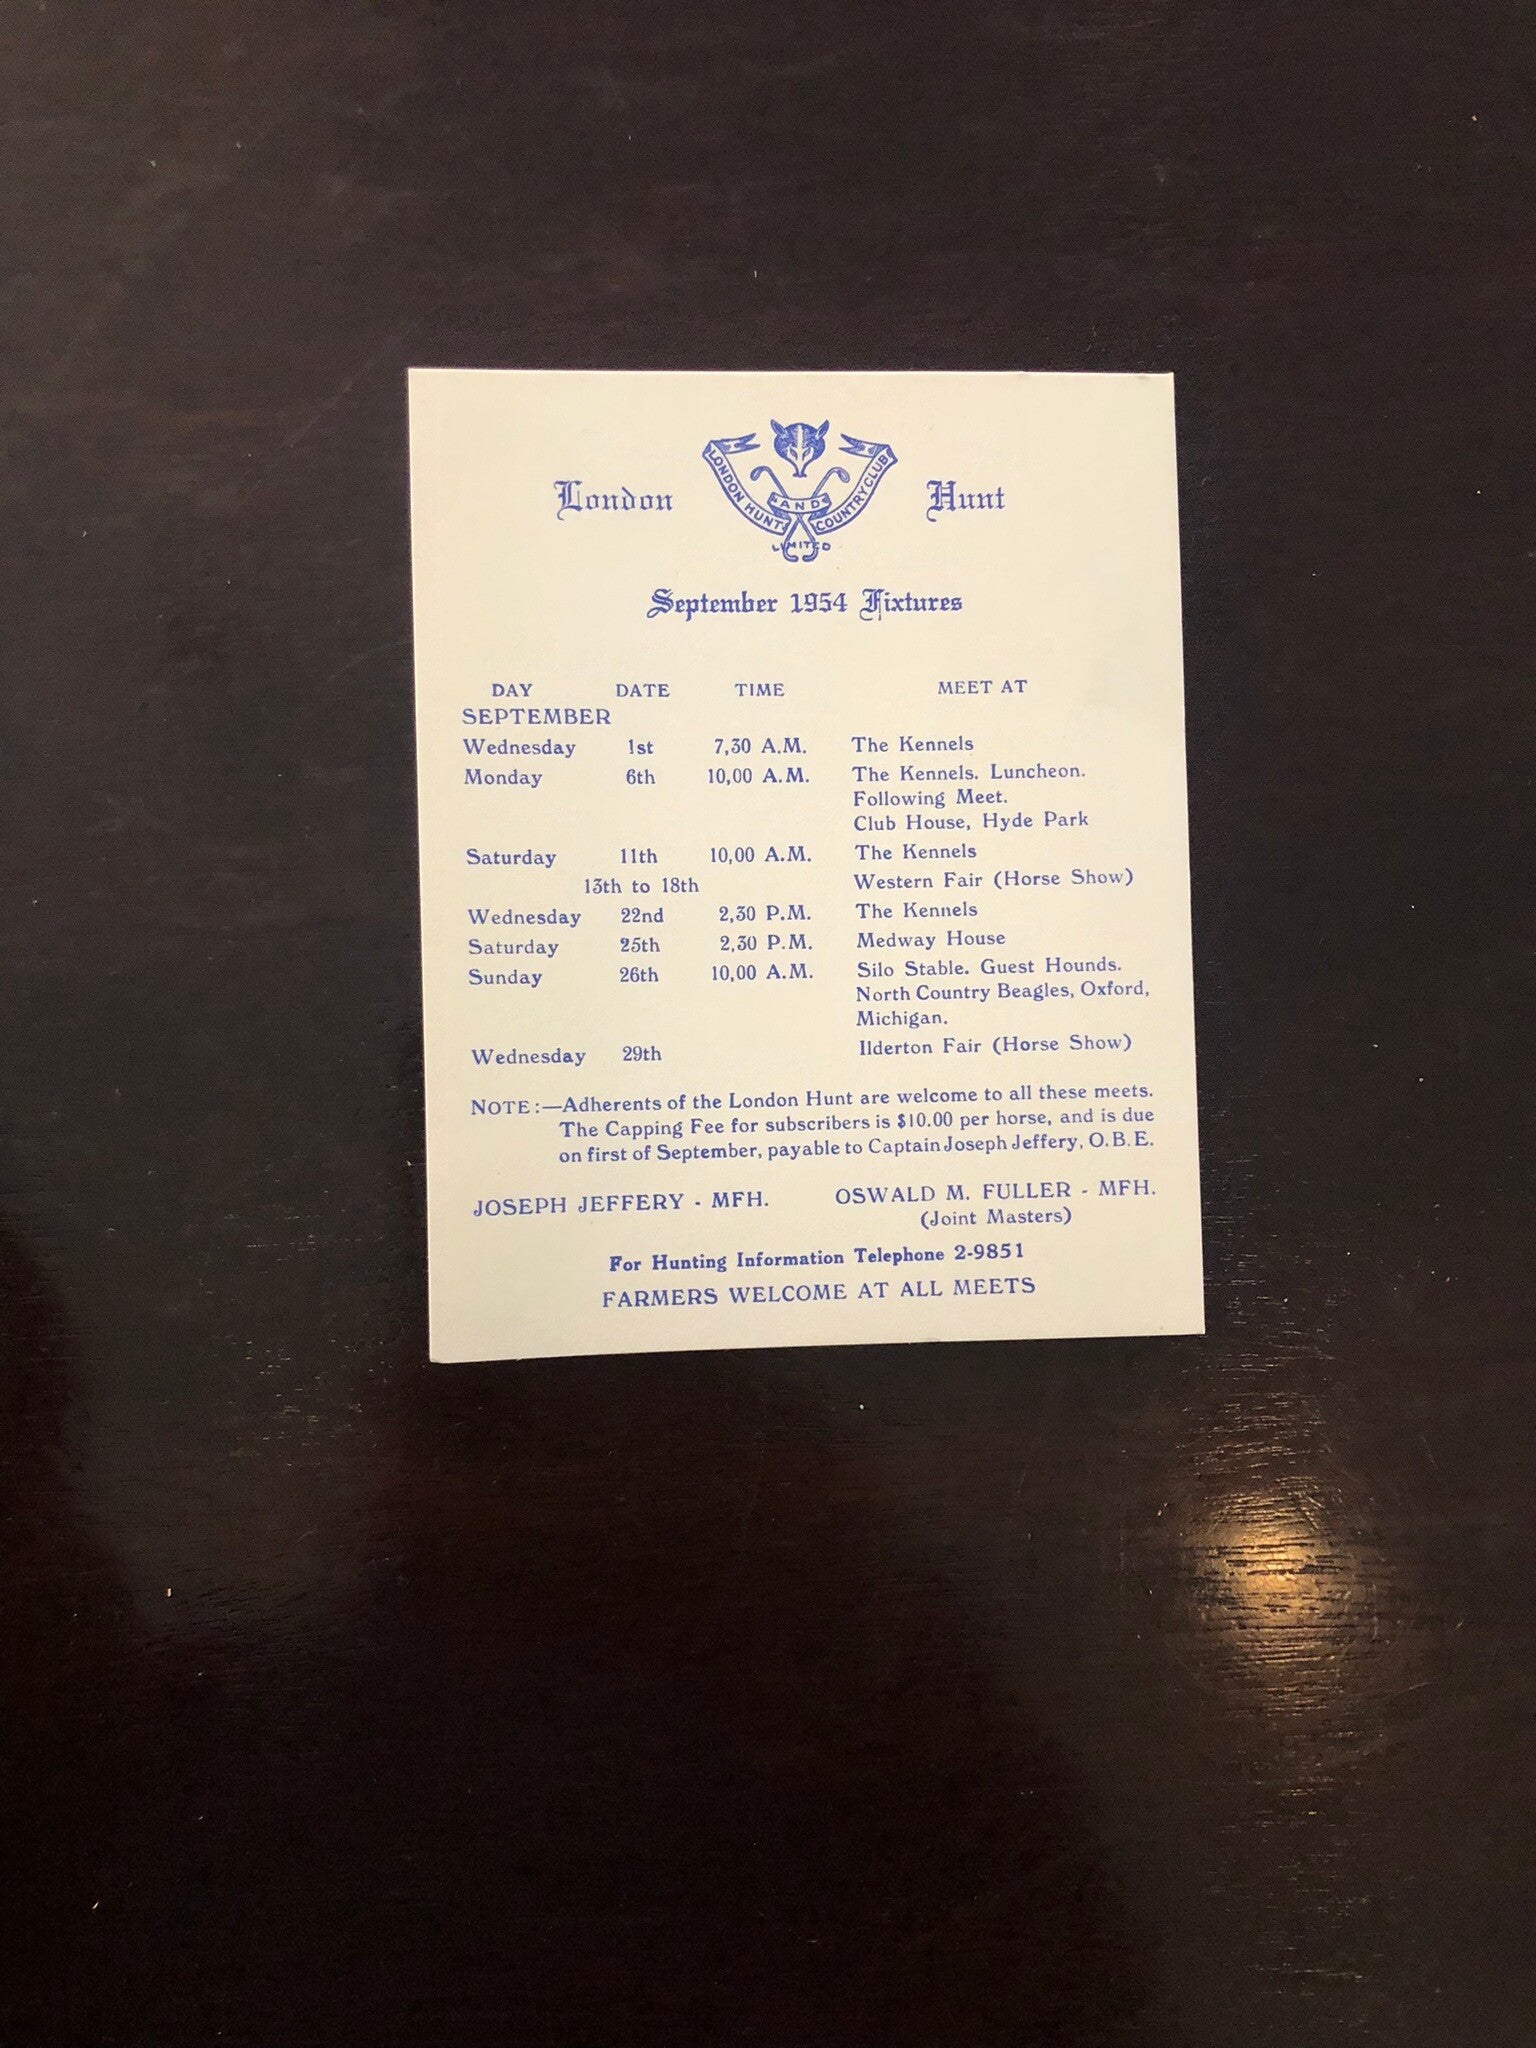 London Hunt
LONDON HUNT AND COUNTRY CLUB
LIMITED
September 1954 Fixtures
DAY DATE TIME MEET AT
SEPTEMBER
Wednesday 1st 7,30 A.M. The Kennels
Monday 6th 10,00 A.M. The Kennels. Luncheon.
Following Meet.
Club House, Hyde Park
Saturday 11th 10,00 A.M. The Kennels
13th to 18th Western Fair (Horse Show)
Wednesday 22nd 2,30 P.M. The Kennels
Saturday 25th 2,30 P.M. Medway House
Sunday 26th 10,00 A.M. Silo Stable. Guest Hounds.
North Country Beagles, Oxford,
Michigan.
Wednesday 29th Ilderton Fair (Horse Show)
NOTE:—Adherents of the London Hunt are welcome to all these meets.
The Capping Fee for subscribers is $10.00 per horse, and is due
on first of September, payable to Captain Joseph Jeffery, O.B.E.
JOSEPH JEFFERY - MFH. OSWALD M. FULLER - MFH.
(Joint Masters)
For Hunting Information Telephone 2-9851
FARMERS WELCOME AT ALL MEETS